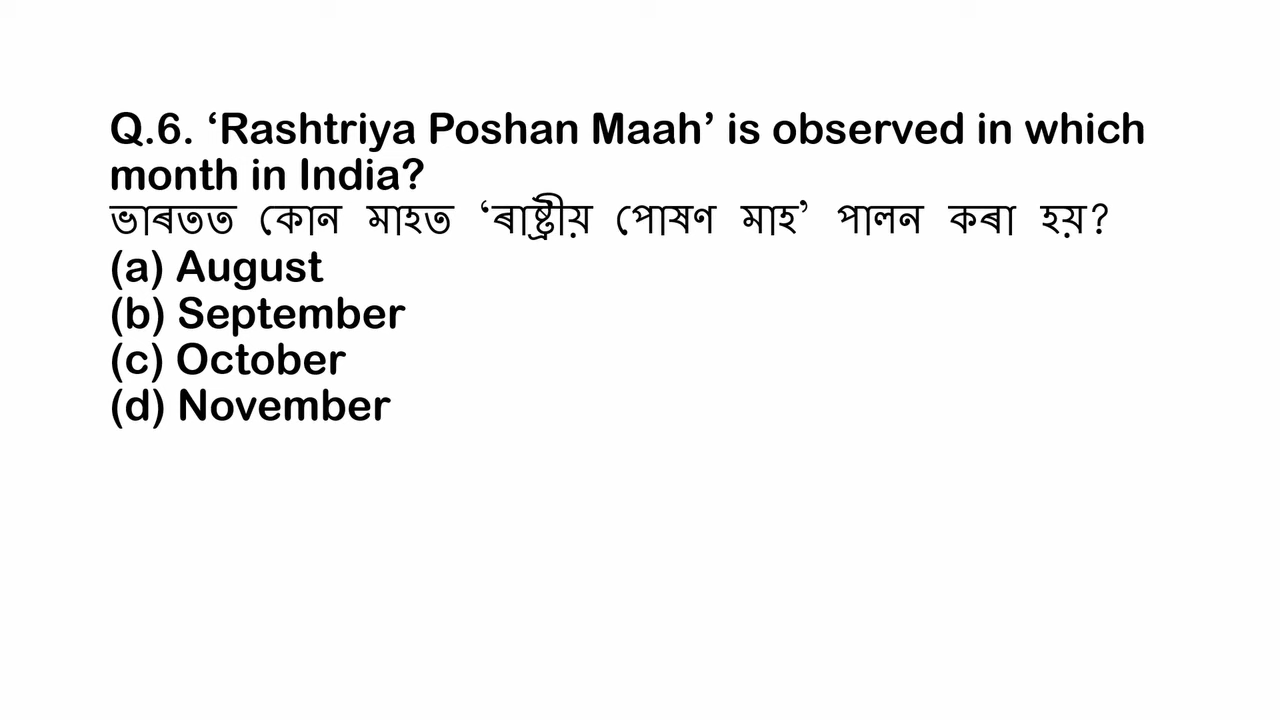 Q.6. ‘Rashtriya Poshan Maah’ is observed in which
month in India?
ভাৰতত কোন মাহত ‘ৰাষ্ট্ৰীয় পোষণ মাহ’ পালন কৰা হয়?
(a) August
(b) September
(c) October
(d) November